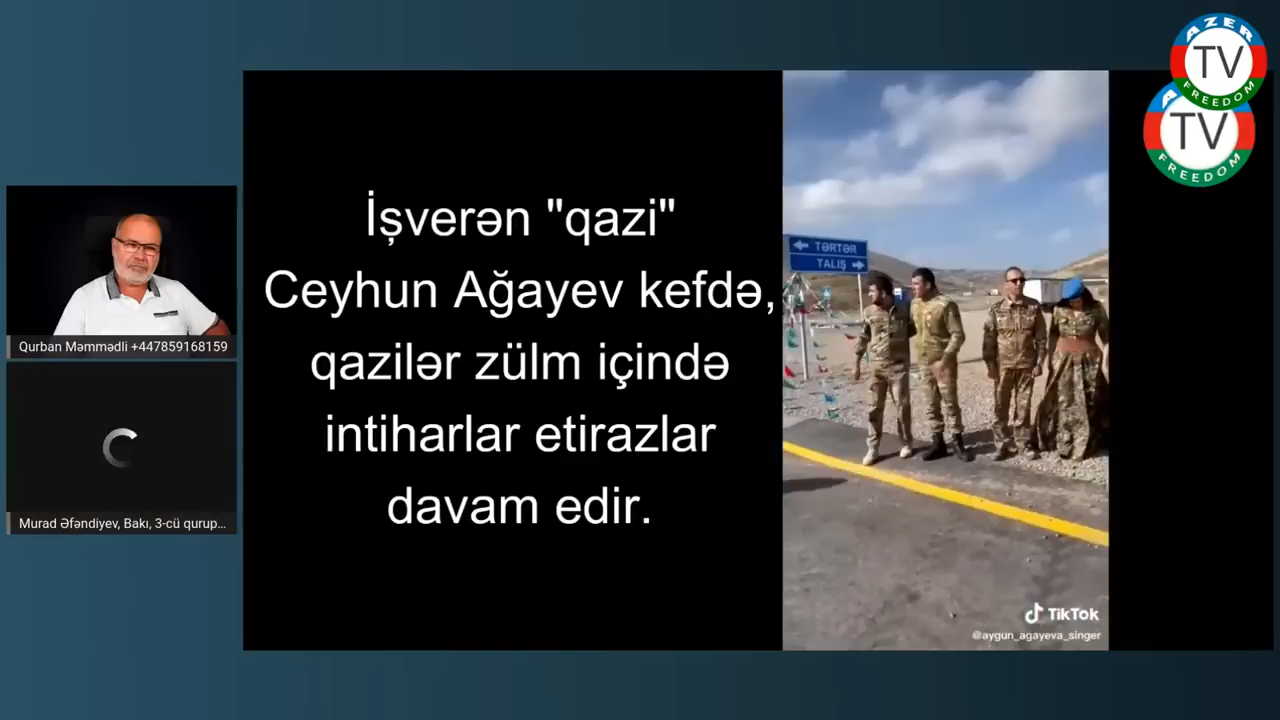 AZER
TV
FREEDOM
A
TV
FREEDOM
İşverən "qazi"
Ceyhun Ağayev kefdə,
qazilər zülm içində
intiharlar etirazlar
davam edir.
TƏRTƏR
TALIŞ
Qurban Məmmədli +447859168159
Murad Əfəndiyev, Bakı, 3-cü qurup...
TikTok
@aygun_agayeva_singer